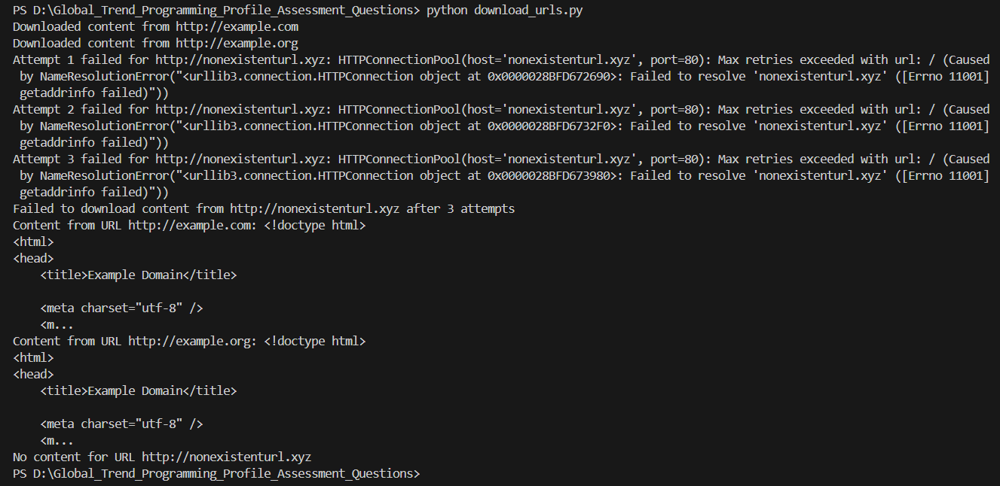 PS D:\Global_Trend_Programming_Profile_Assessment_Questions> python download_urls.py
Downloaded content from http://example.com
Downloaded content from http://example.org
Attempt 1 failed for http://nonexistenturl.xyz: HTTPConnectionPool(host='nonexistenturl.xyz', port=80): Max retries exceeded with url: / (Caused
 by NameResolutionError("<urllib3.connection.HTTPConnection object at 0x0000028BFD672690>: Failed to resolve 'nonexistenturl.xyz' ([Errno 11001]
 getaddrinfo failed)"))
Attempt 2 failed for http://nonexistenturl.xyz: HTTPConnectionPool(host='nonexistenturl.xyz', port=80): Max retries exceeded with url: / (Caused
 by NameResolutionError("<urllib3.connection.HTTPConnection object at 0x0000028BFD6732F0>: Failed to resolve 'nonexistenturl.xyz' ([Errno 11001]
 getaddrinfo failed)"))
Attempt 3 failed for http://nonexistenturl.xyz: HTTPConnectionPool(host='nonexistenturl.xyz', port=80): Max retries exceeded with url: / (Caused
 by NameResolutionError("<urllib3.connection.HTTPConnection object at 0x0000028BFD673980>: Failed to resolve 'nonexistenturl.xyz' ([Errno 11001]
 getaddrinfo failed)"))
Failed to download content from http://nonexistenturl.xyz after 3 attempts
Content from URL http://example.com: <!doctype html>
<html>
<head>
    <title>Example Domain</title>

    <meta charset="utf-8" />
    <m...
Content from URL http://example.org: <!doctype html>
<html>
<head>
    <title>Example Domain</title>

    <meta charset="utf-8" />
    <m...
No content for URL http://nonexistenturl.xyz
PS D:\Global_Trend_Programming_Profile_Assessment_Questions>